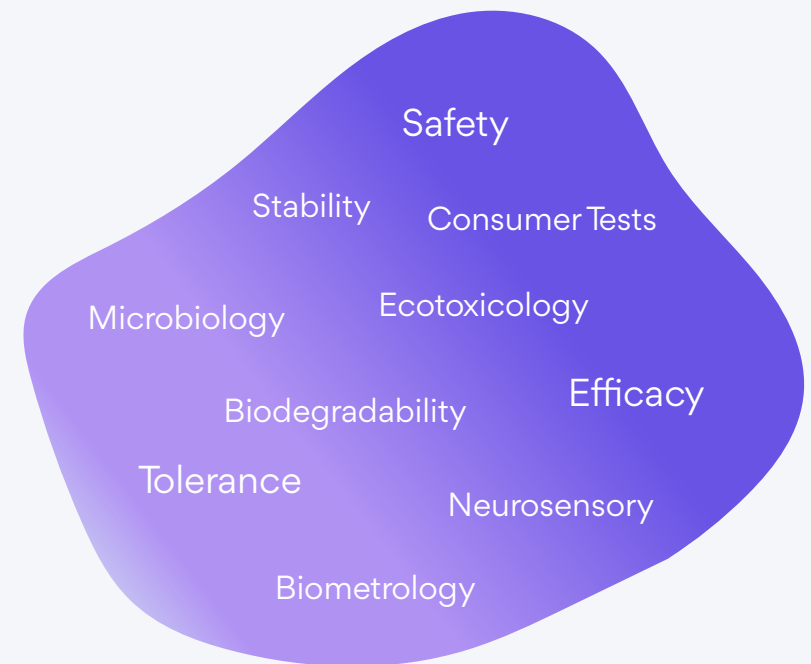 Safety
Stability
Consumer Tests
Ecotoxicology
Microbiology
Efficacy
Biodegradability
Tolerance
Neurosensory
Biometrology